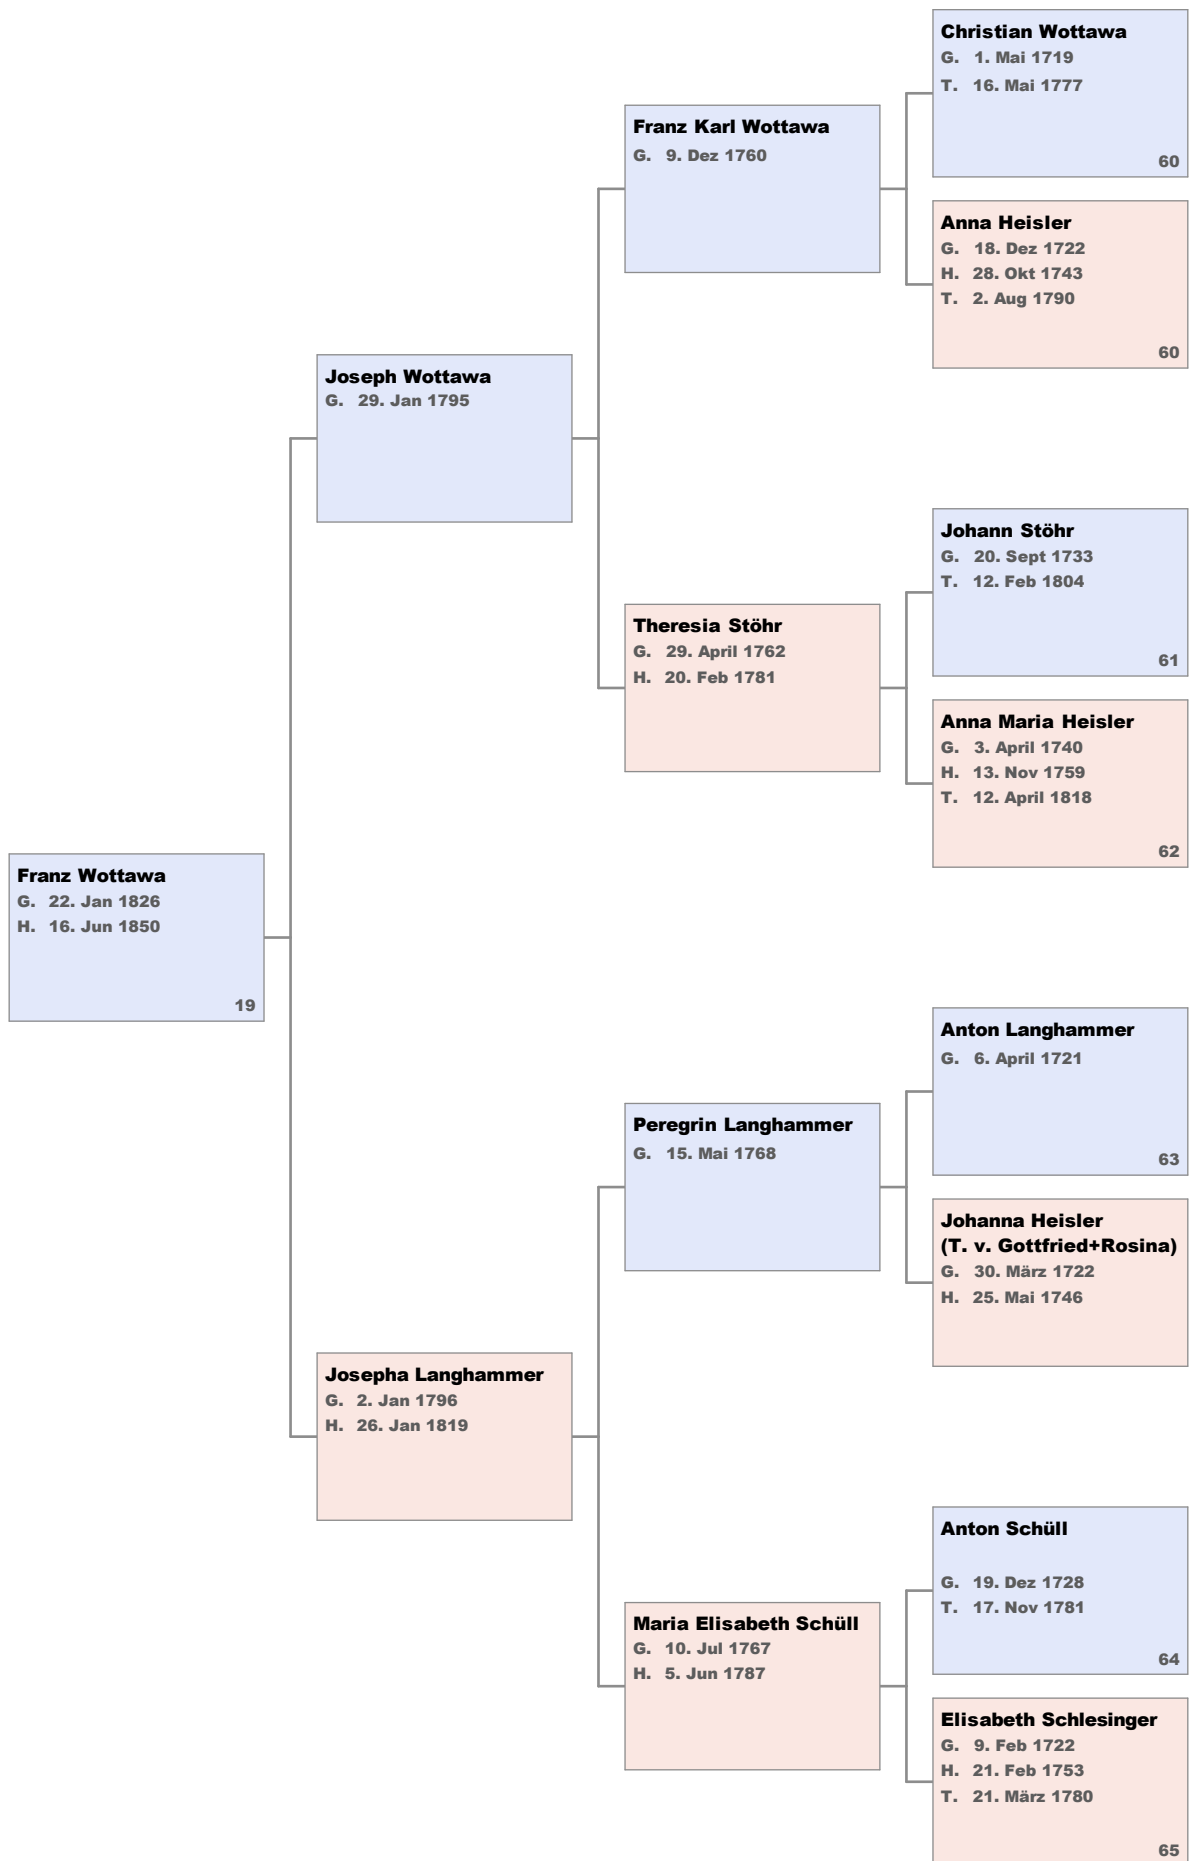 Christian Wottawa
G. 1. Mai 1719
T. 16. Mai 1777
60
Franz Karl Wottawa
G. 9. Dez 1760
Anna Heisler
G. 18. Dez 1722
H. 28. Okt 1743
T. 2. Aug 1790
60
Joseph Wottawa
G. 29. Jan 1795
Johann Stöhr
G. 20. Sept 1733
T. 12. Feb 1804
61
Theresia Stöhr
G. 29. April 1762
H. 20. Feb 1781
Anna Maria Heisler
G. 3. April 1740
H. 13. Nov 1759
T. 12. April 1818
62
Franz Wottawa
G. 22. Jan 1826
H. 16. Jun 1850
19
Anton Langhammer
G. 6. April 1721
63
Peregrin Langhammer
G. 15. Mai 1768
Johanna Heisler
(T. v. Gottfried+Rosina)
G. 30. März 1722
H. 25. Mai 1746
Josepha Langhammer
G. 2. Jan 1796
H. 26. Jan 1819
Anton Schüll
G. 19. Dez 1728
T. 17. Nov 1781
64
Maria Elisabeth Schüll
G. 10. Jul 1767
H. 5. Jun 1787
Elisabeth Schlesinger
G. 9. Feb 1722
H. 21. Feb 1753
T. 21. März 1780
65